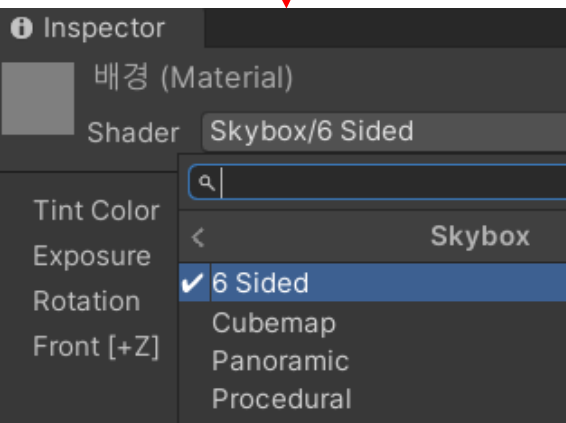 Inspector
배경 (Material)
Shader Skybox/6 Sided
Tint Color
Exposure
Rotation
Front [+Z]
Skybox
6 Sided
Cubemap
Panoramic
Procedural